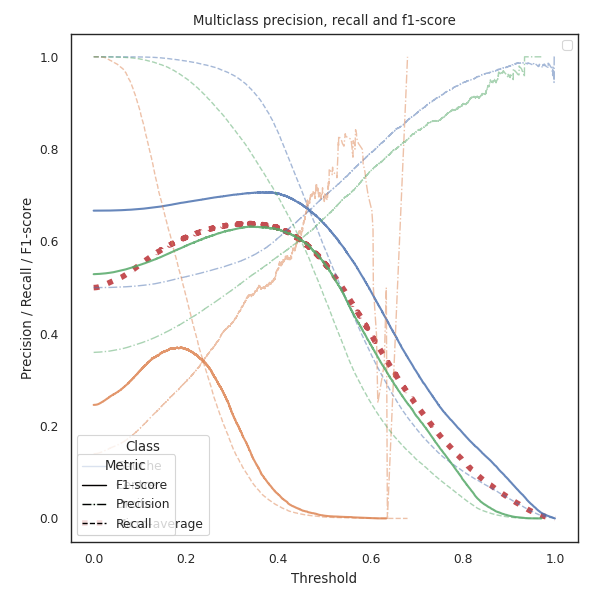 Multiclass precision, recall and f1-score
Precision / Recall / F1-score
1.0
0.8
0.6
0.4
0.2
0.0
Class
Metric
F1-score
Precision
Recall
average
0.0
0.2
0.4
0.6
0.8
1.0
Threshold